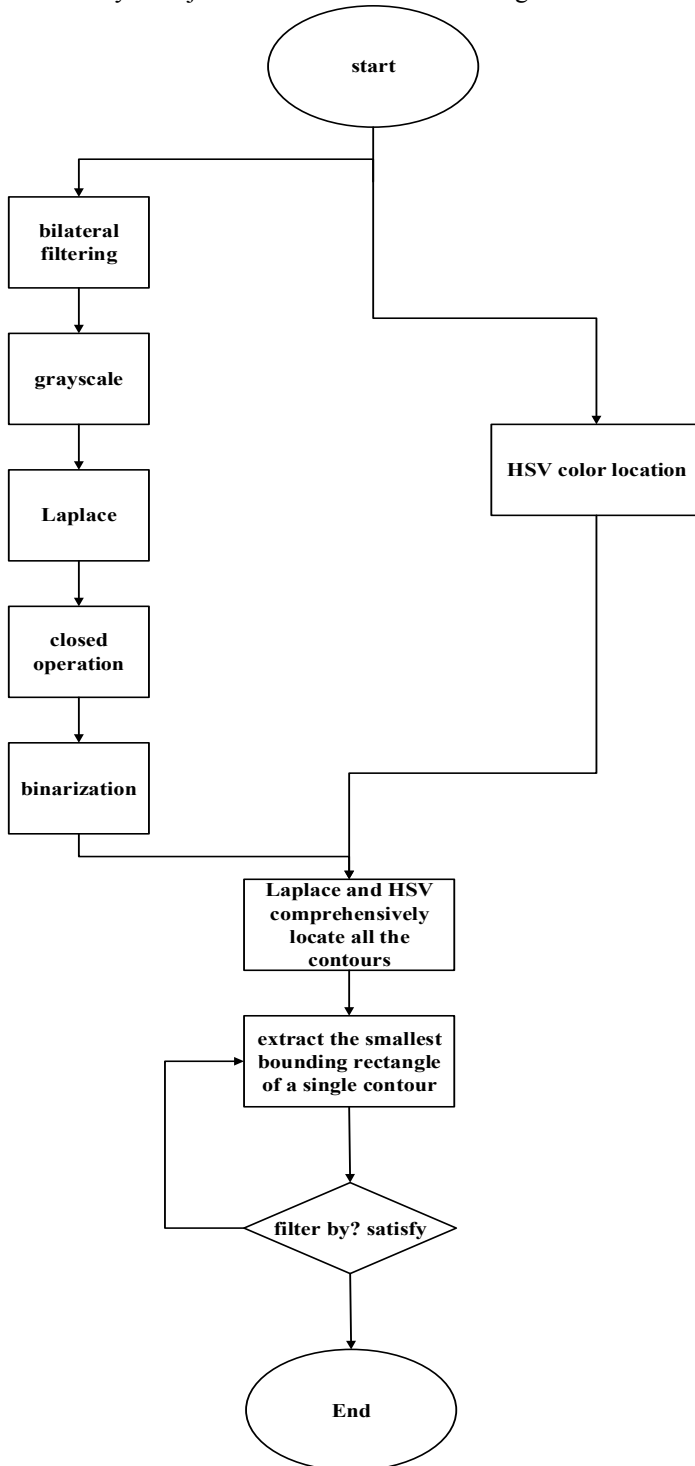 start
bilateral
filtering
grayscale
HSV color location
Laplace
closed
operation
binarization
Laplace and HSV
comprehensively
locate all the
contours
extract the smallest
bounding rectangle
of a single contour
filter by? satisfy
End